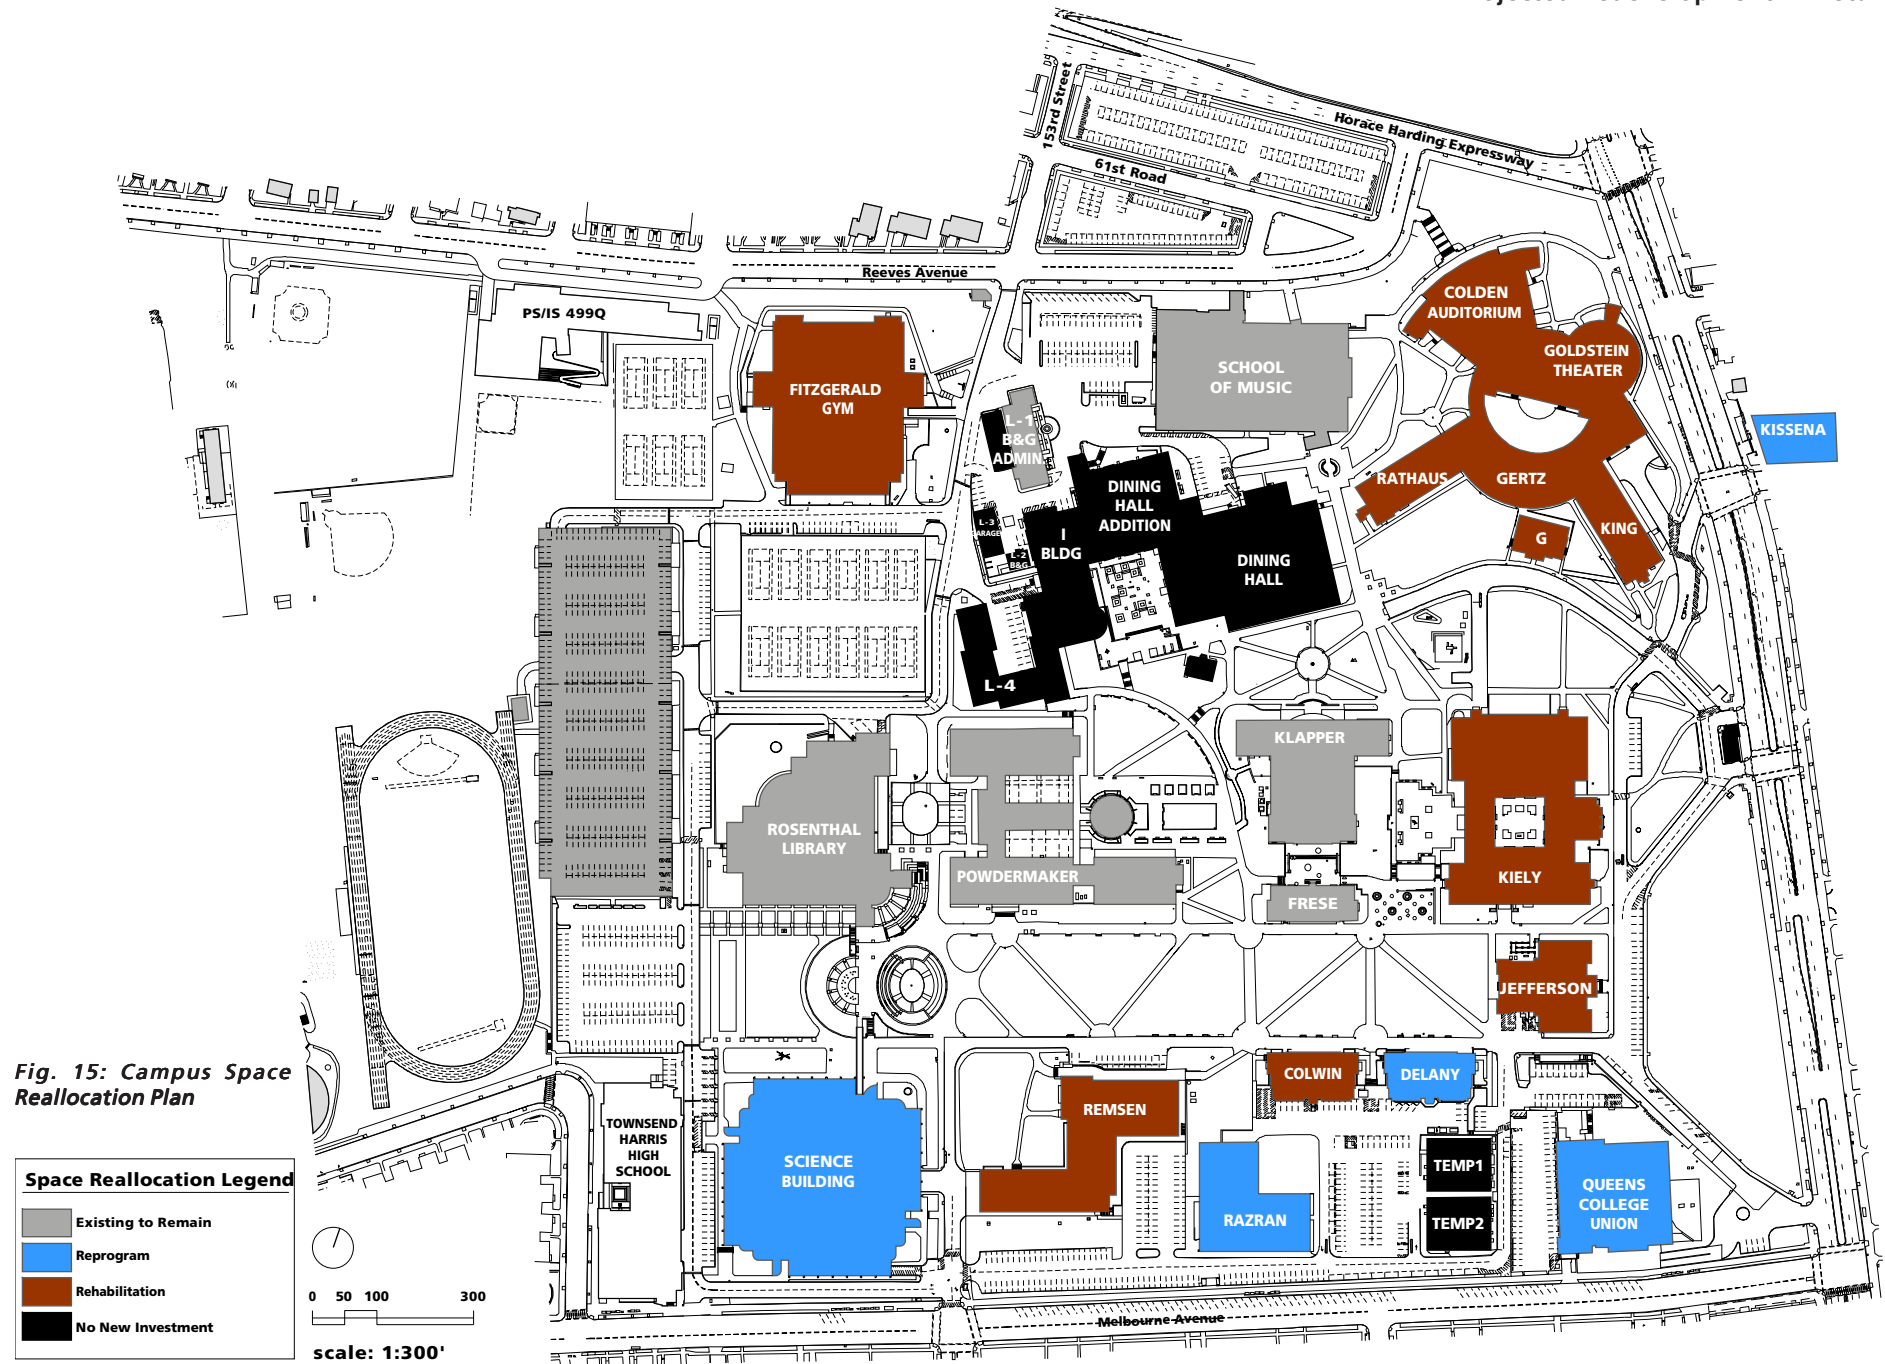 153rd Street
Horace Harding Expressway
61st Road
Reeves Avenue
PS/IS 499Q
COLDEN
AUDITORIUM
GOLDSTEIN
THEATER
SCHOOL
OF MUSIC
FITZGERALD
GYM
L-1
B&G
ADMIN
KISSENA
RATHAUS
GERTZ
KING
G
DINING
HALL
ADDITION
L-3
GARAGE
L-2
B&G
I
BLDG
DINING
HALL
L-4
KLAPPER
ROSENTHAL
LIBRARY
POWDERMAKER
KIELY
FRESE
JEFFERSON
Fig. 15: Campus Space
Reallocation Plan
COLWIN
DELANY
REMSEN
TOWNSEND
HARRIS
HIGH
SCHOOL
SCIENCE
BUILDING
TEMP1
TEMP2
RAZRAN
QUEENS
COLLEGE
UNION
Space Reallocation Legend
Existing to Remain
Reprogram
Rehabilitation
No New Investment
0 50 100 300
scale: 1:300'
Melbourne Avenue